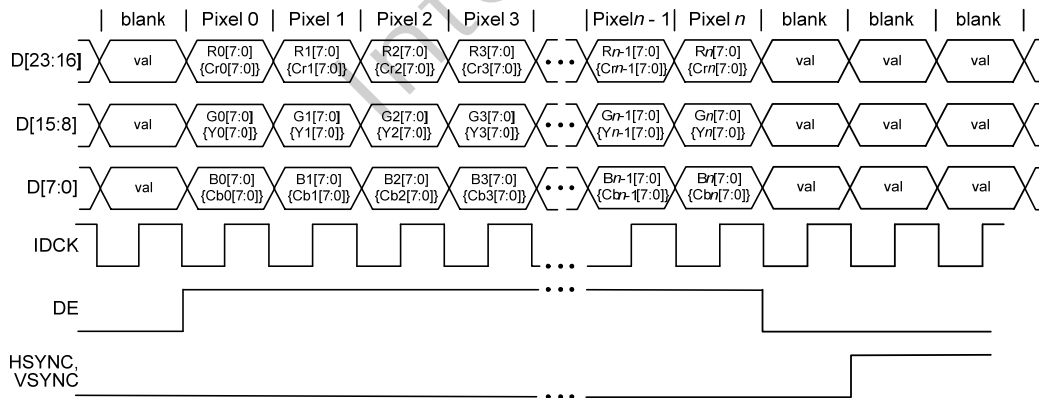 | blank | Pixel 0 | Pixel 1 | Pixel 2 | Pixel 3 | | Pixeln - 1 | Pixel n | blank | blank | blank |
D[23:16] val R0[7:0] R1[7:0] R2[7:0] R3[7:0] ••• Rn-1[7:0] Rn[7:0] val val val
{Cr0[7:0]} {Cr1[7:0]} {Cr2[7:0]} {Cr3[7:0]} {Crn-1[7:0]} {Crn[7:0]}
D[15:8] val G0[7:0] G1[7:0] G2[7:0] G3[7:0] ••• Gn-1[7:0] Gn[7:0] val val val
{Y0[7:0]} {Y1[7:0]} {Y2[7:0]} {Y3[7:0]} {Yn-1[7:0]} {Yn[7:0]}
D[7:0] val B0[7:0] B1[7:0] B2[7:0] B3[7:0] ••• Bn-1[7:0] Bn[7:0] val val val
{Cb0[7:0]} {Cb1[7:0]} {Cb2[7:0]} {Cb3[7:0]} {Cbn-1[7:0]} {Cbn[7:0]}
IDCK •••
DE •••
HSYNC,
VSYNC •••